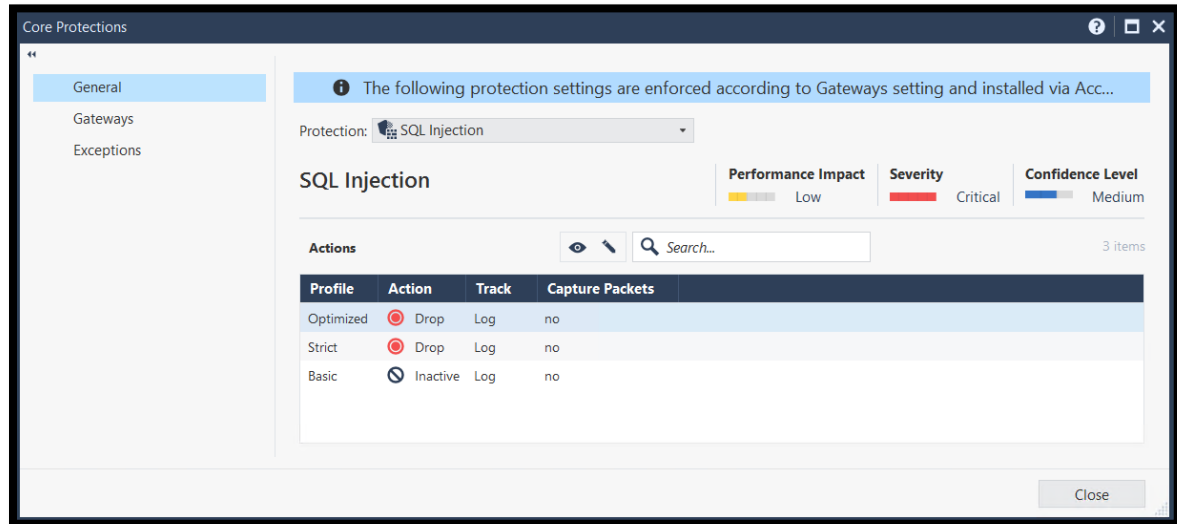 Core Protections
General
Gateways
Exceptions
The following protection settings are enforced according to Gateways setting and installed via Acc...
Protection: SQL Injection
SQL Injection
Performance Impact Severity Confidence Level
Low Critical Medium
Actions Search... 3 items
Profile Action Track Capture Packets
Optimized Drop Log no
Strict Drop Log no
Basic Inactive Log no
Close